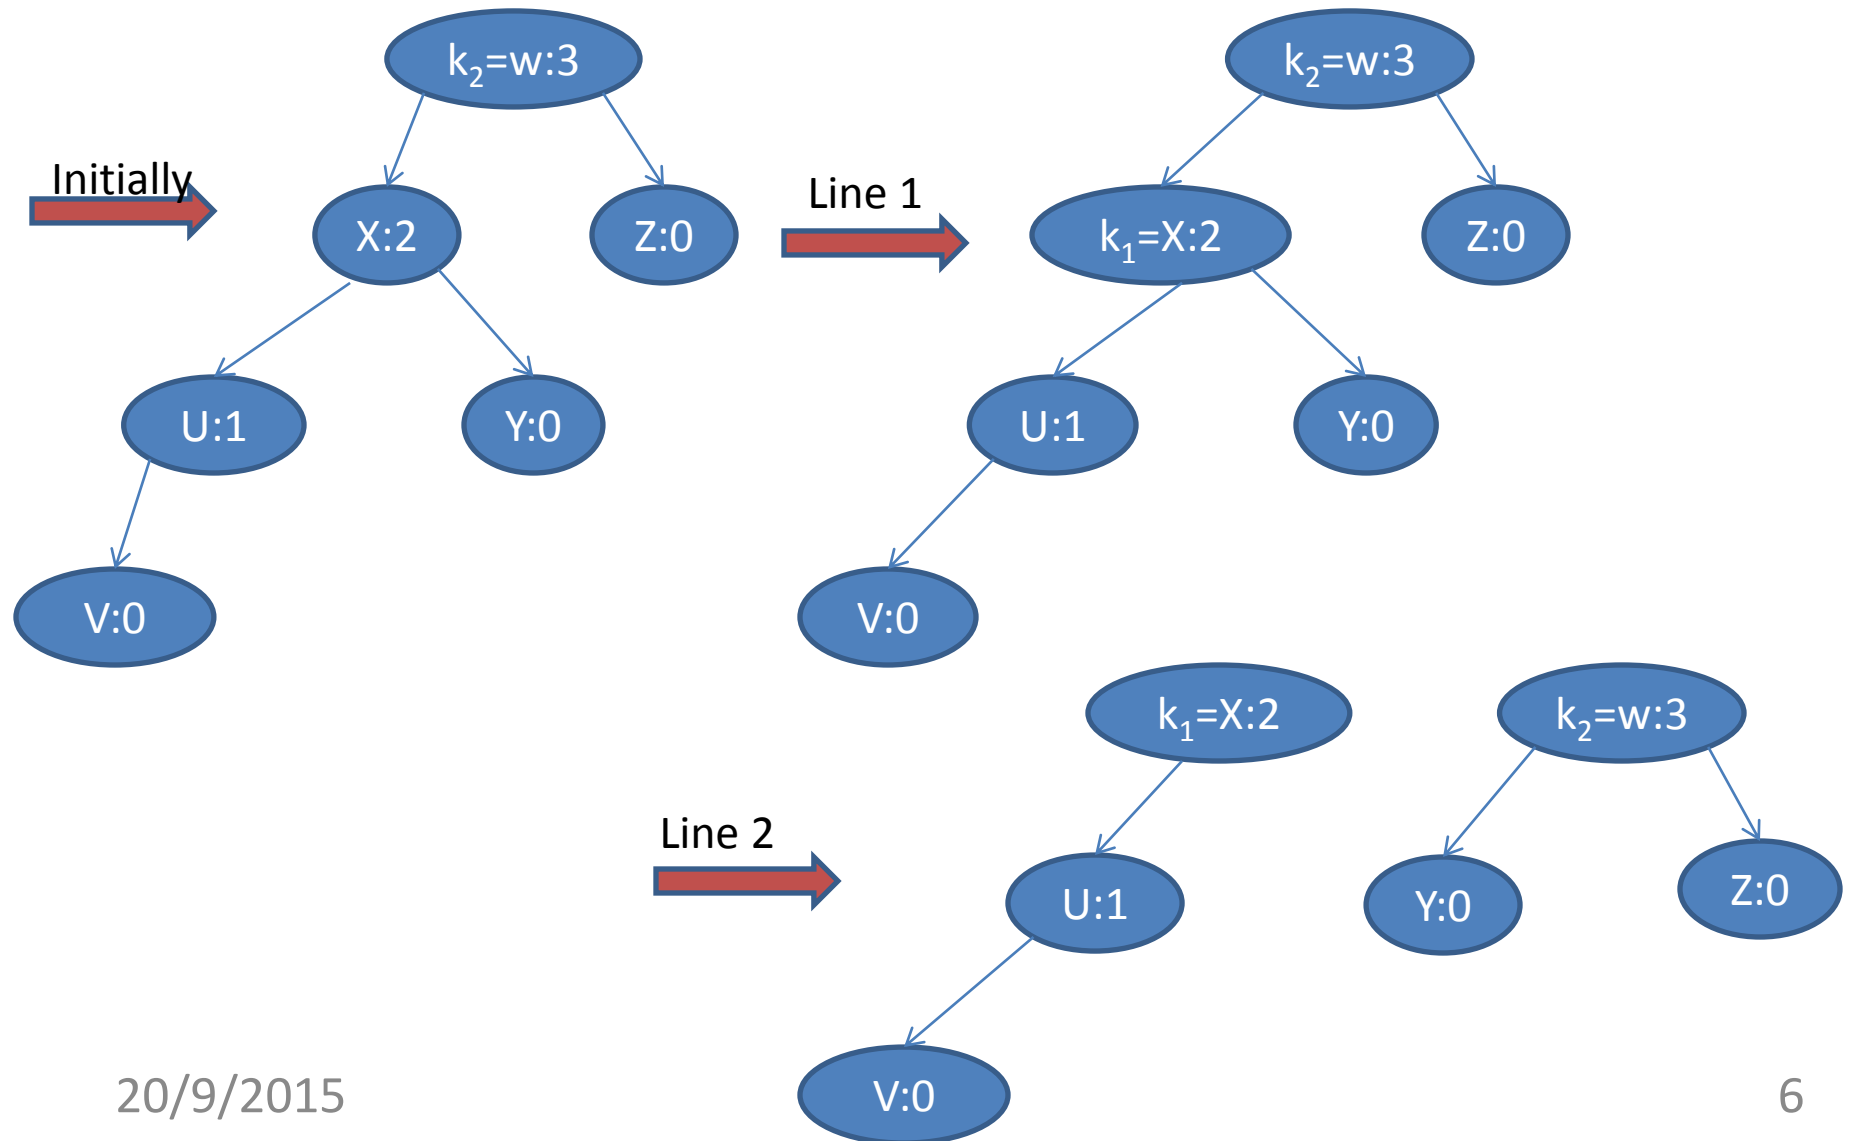 Initially
k₂=w:3
X:2
Z:0
U:1
Y:0
V:0
Line 1
k₂=w:3
k₁=X:2
Z:0
U:1
Y:0
V:0
Line 2
k₁=X:2
k₂=w:3
U:1
Y:0
Z:0
V:0
20/9/2015
6